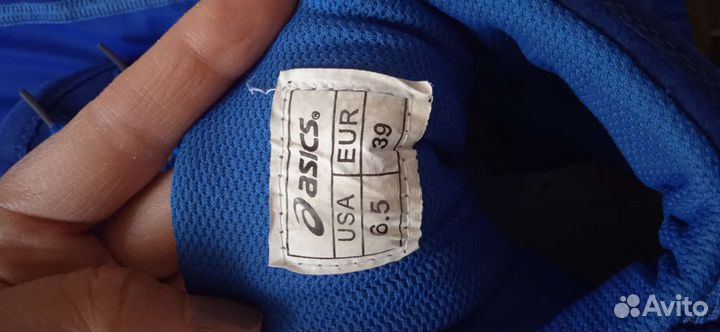 asics®
EUR 39
USA 6.5
Avito